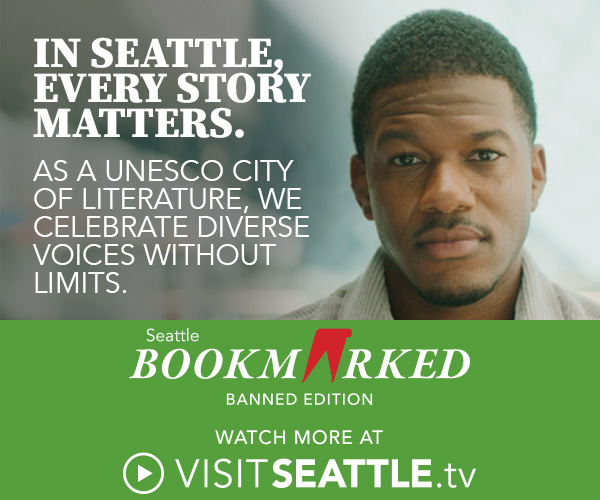 IN SEATTLE,
EVERY STORY
MATTERS.
AS A UNESCO CITY
OF LITERATURE, WE
CELEBRATE DIVERSE
VOICES WITHOUT
LIMITS.
Seattle
BOOKMARKED
BANNED EDITION
WATCH MORE AT
VISITSEATTLE.tv